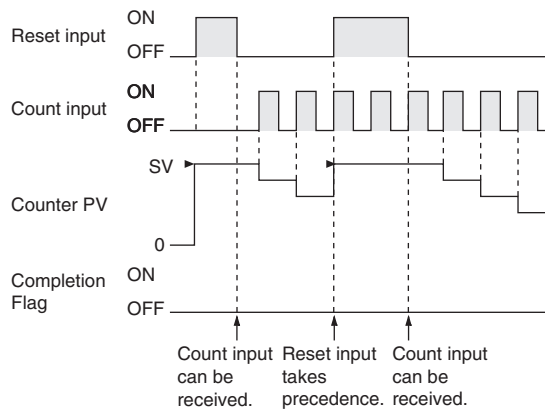 Reset input
ON
OFF
Count input
ON
OFF
SV
Counter PV
0
Completion
Flag
ON
OFF
Count input
can be
received.
Reset input
takes
precedence.
Count input
can be
received.